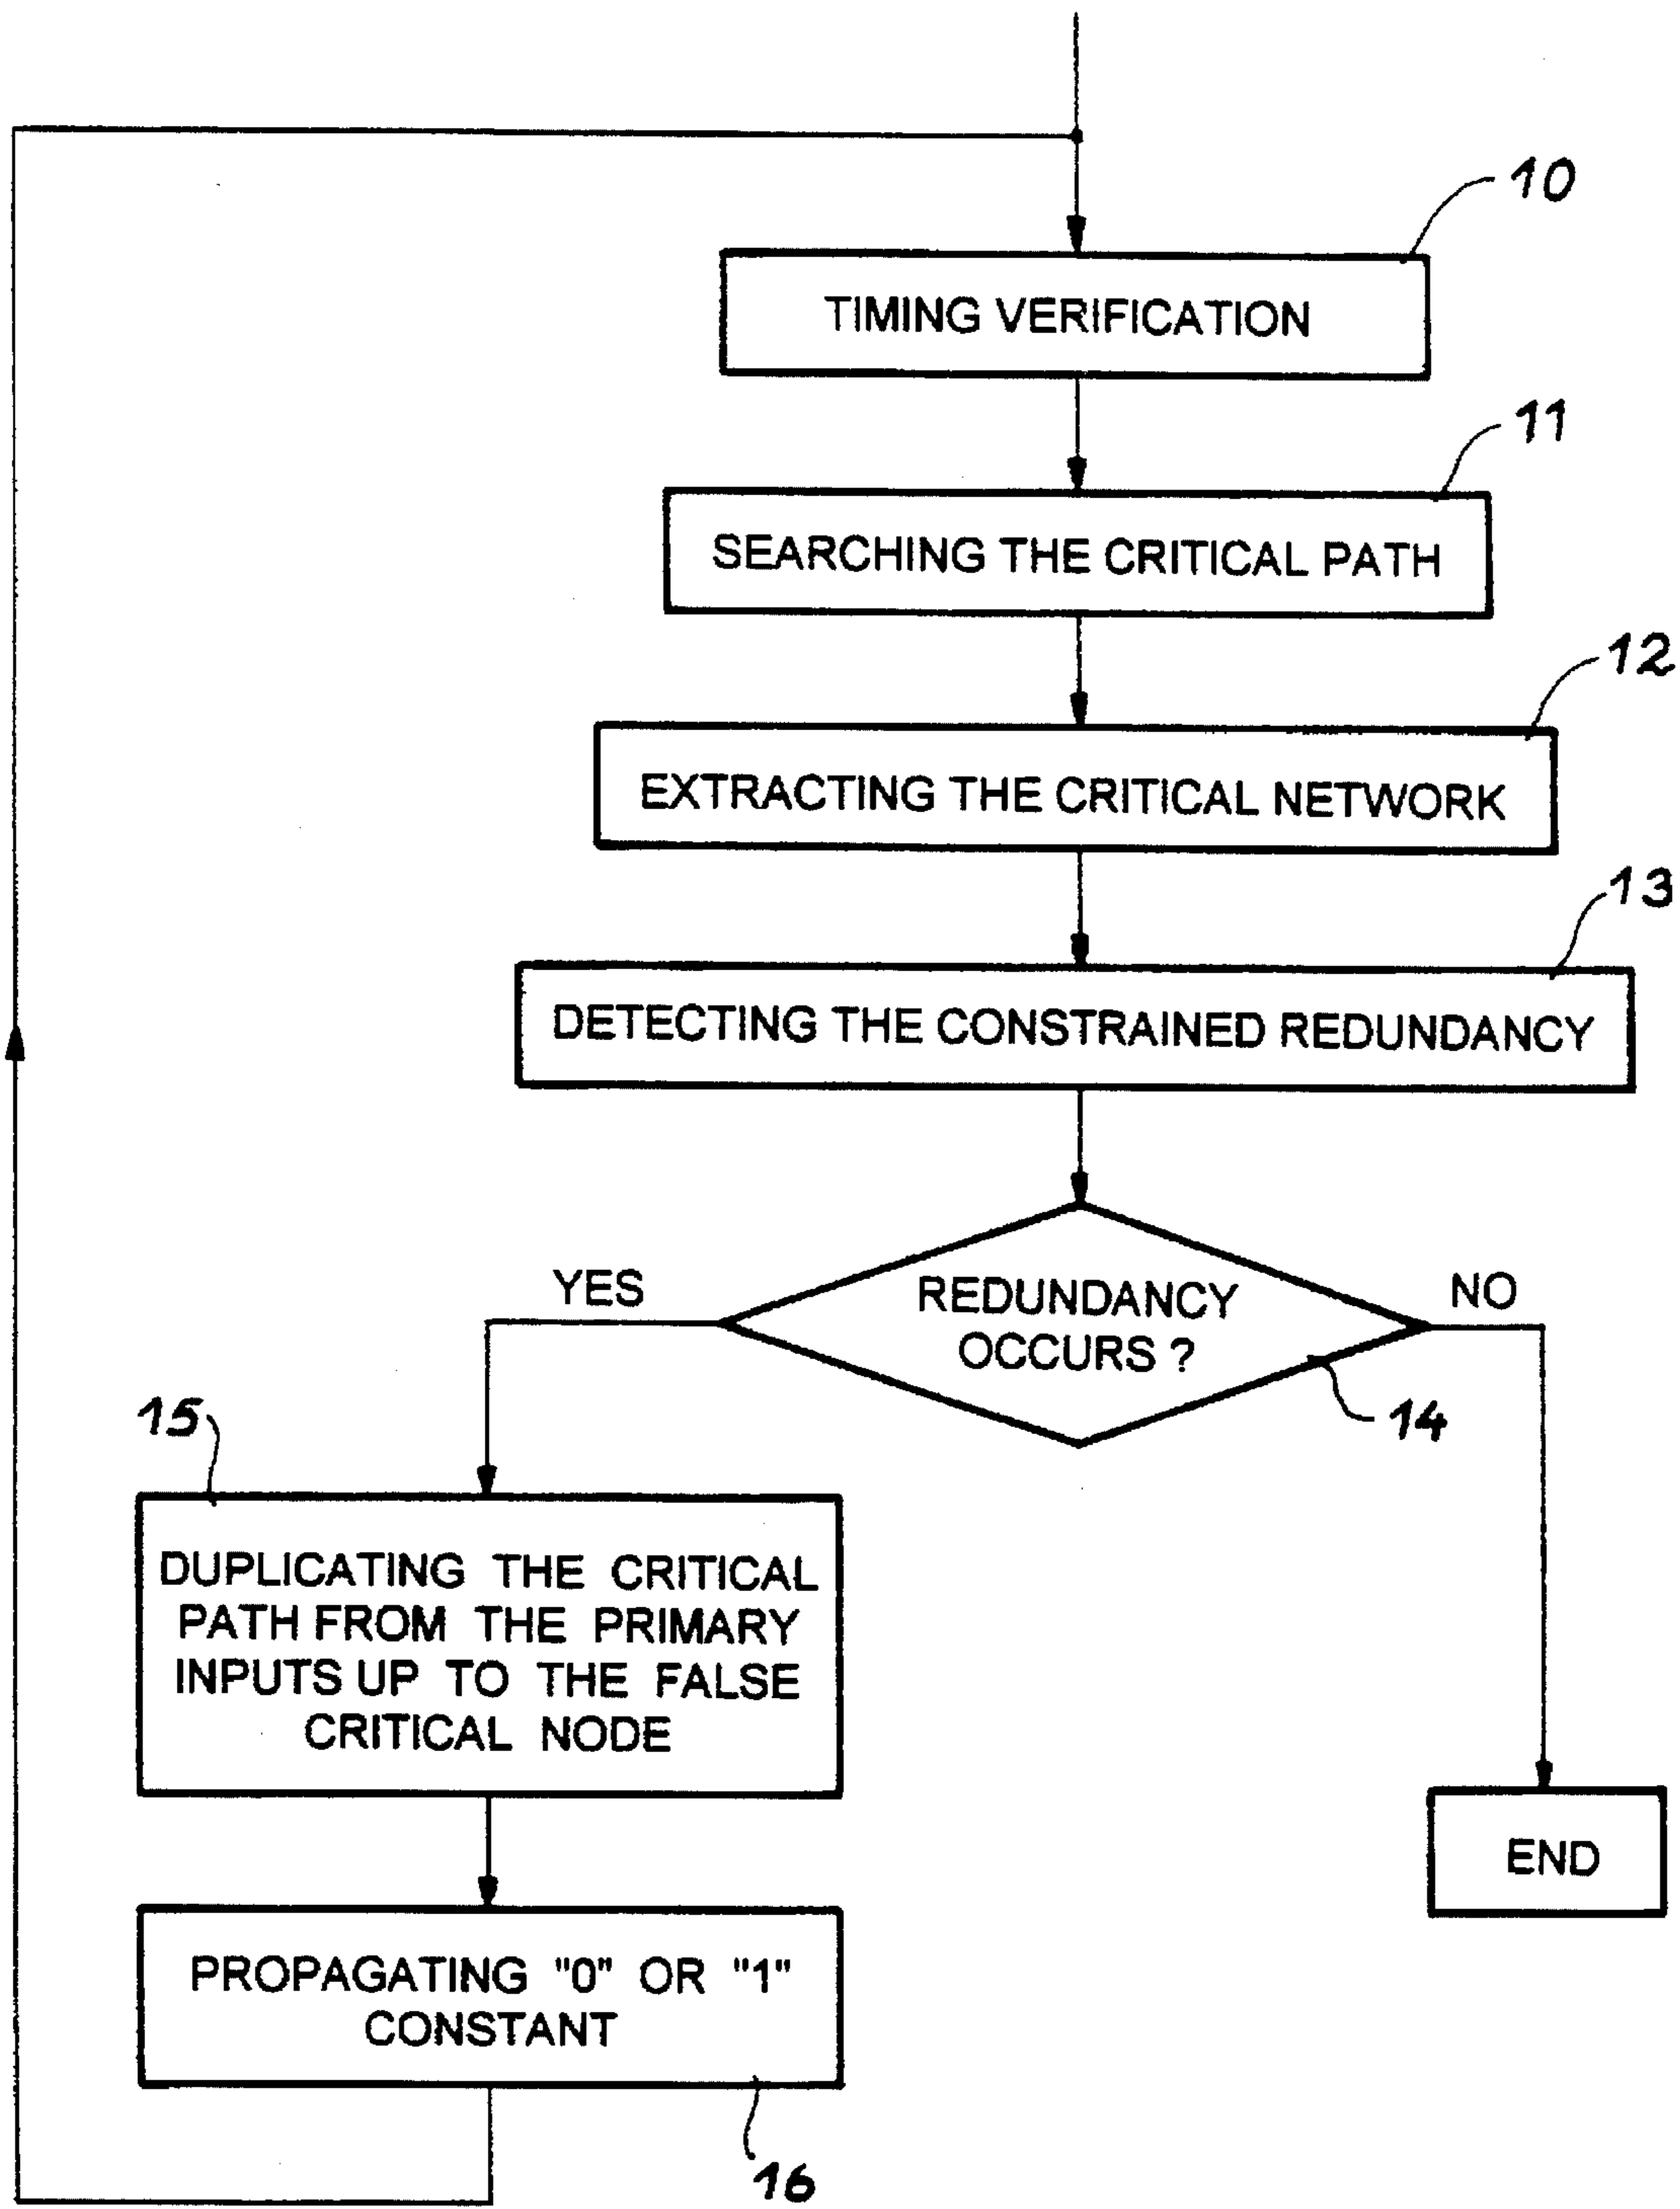 10
TIMING VERIFICATION
11
SEARCHING THE CRITICAL PATH
12
EXTRACTING THE CRITICAL NETWORK
13
DETECTING THE CONSTRAINED REDUNDANCY
YES
REDUNDANCY
OCCURS ?
NO
14
15
DUPLICATING THE CRITICAL
PATH FROM THE PRIMARY
INPUTS UP TO THE FALSE
CRITICAL NODE
END
PROPAGATING "0" OR "1"
CONSTANT
16